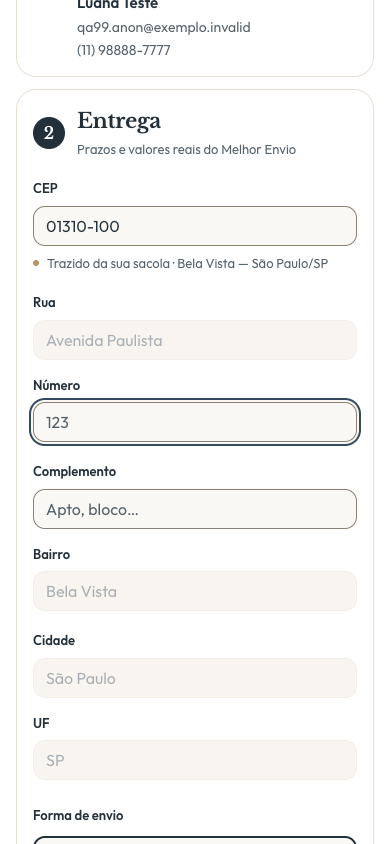 Luana Teste
qa99.anon@exemplo.invalid
(11) 98888-7777
2
Entrega
Prazos e valores reais do Melhor Envio
CEP
01310-100
Trazido da sua sacola · Bela Vista — São Paulo/SP
Rua
Avenida Paulista
Número
123
Complemento
Apto, bloco...
Bairro
Bela Vista
Cidade
São Paulo
UF
SP
Forma de envio